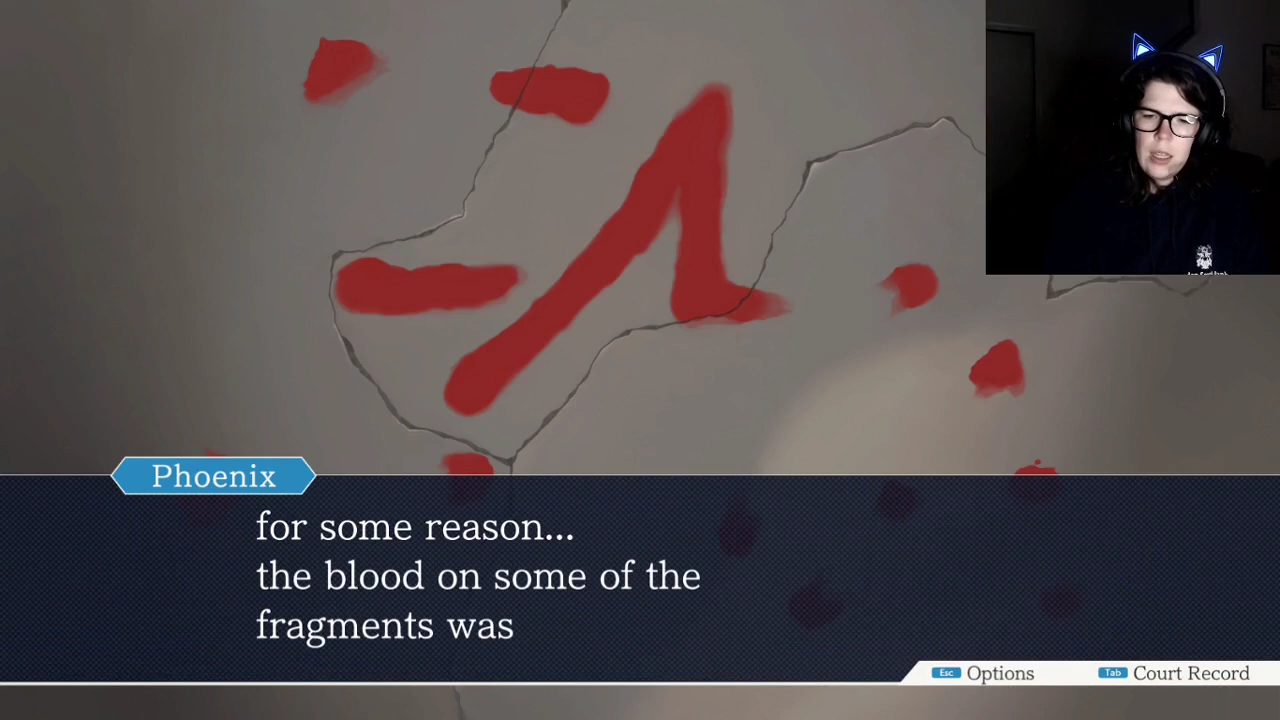 Phoenix
for some reason...
the blood on some of the
fragments was
Esc Options
Tab Court Record